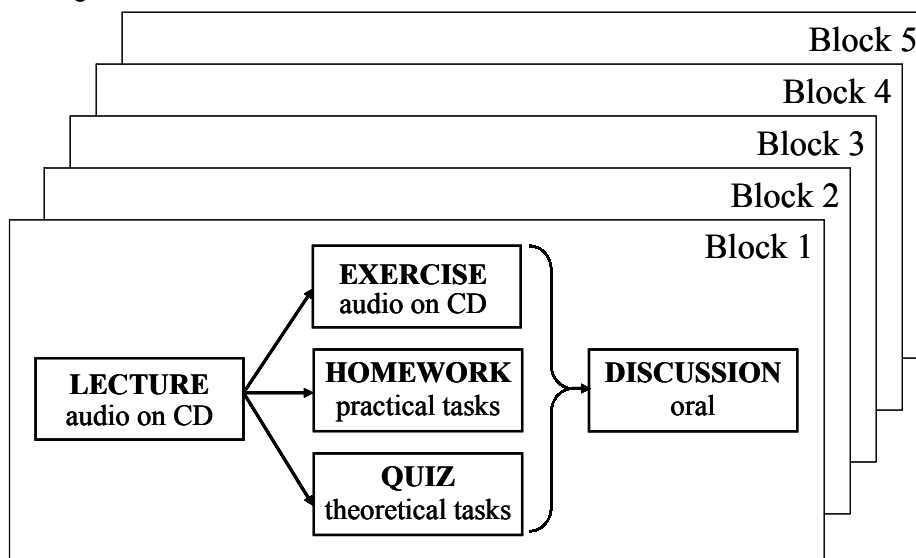 Block 5
Block 4
Block 3
Block 2
Block 1
EXERCISE
audio on CD
LECTURE
audio on CD
HOMEWORK
practical tasks
DISCUSSION
oral
QUIZ
theoretical tasks